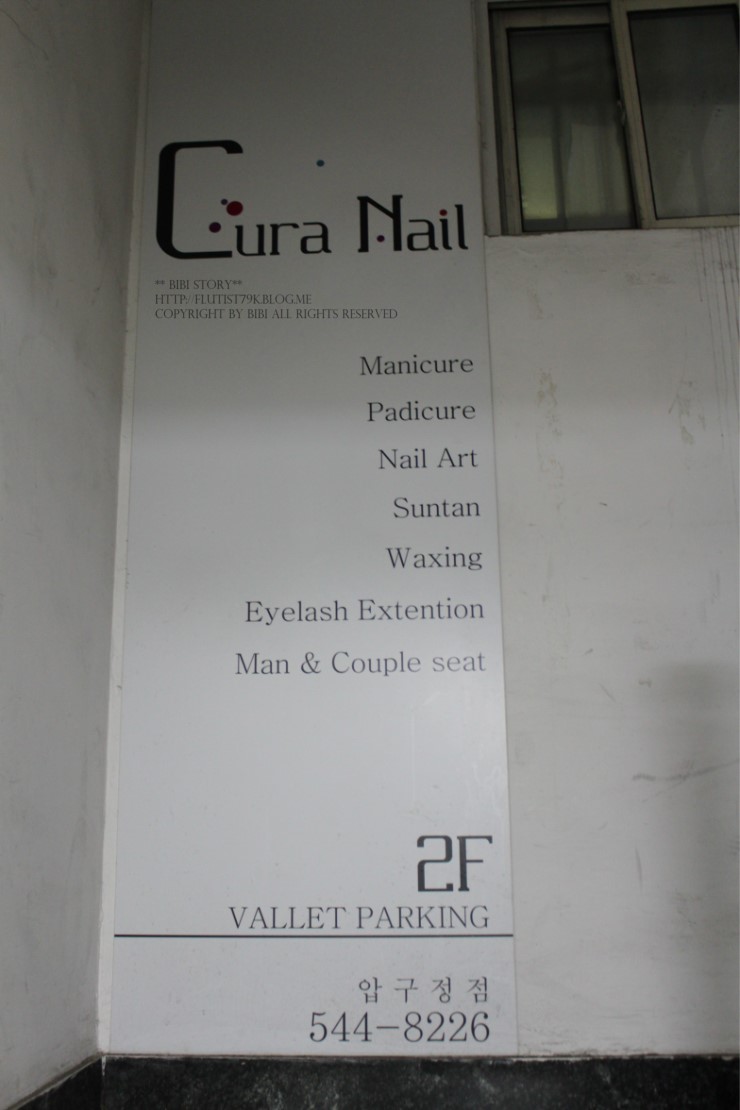 Cura Nail
** BIBI STORY**
HTTP://FLUTIST79K.BLOG.ME
COPYRIGHT BY BIBI ALL RIGHTS RESERVED
Manicure
Padicure
Nail Art
Suntan
Waxing
Eyelash Extention
Man & Couple seat
2F
VALLET PARKING
압구정점
544-8226